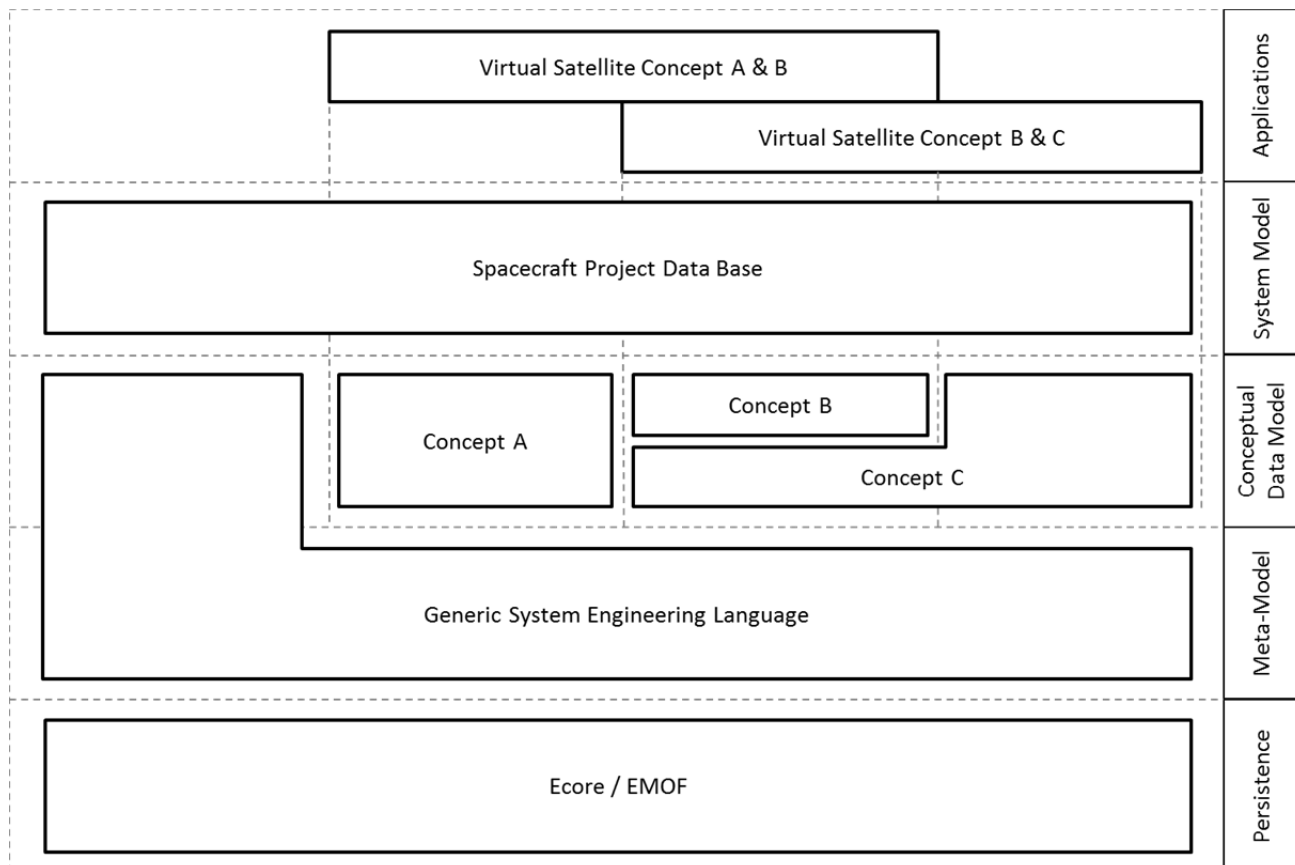 Virtual Satellite Concept A & B
Virtual Satellite Concept B & C
Applications
Spacecraft Project Data Base
System Model
Concept A
Concept B
Concept C
Conceptual
Data Model
Generic System Engineering Language
Meta-Model
Ecore / EMOF
Persistence